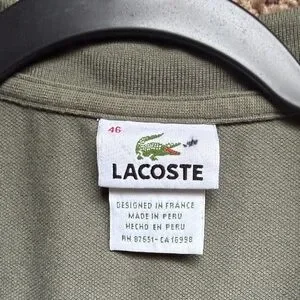 46
LACOSTE
DESIGNED IN FRANCE
MADE IN PERU
HECHO EN PERU
RN 87651 - CA 16998